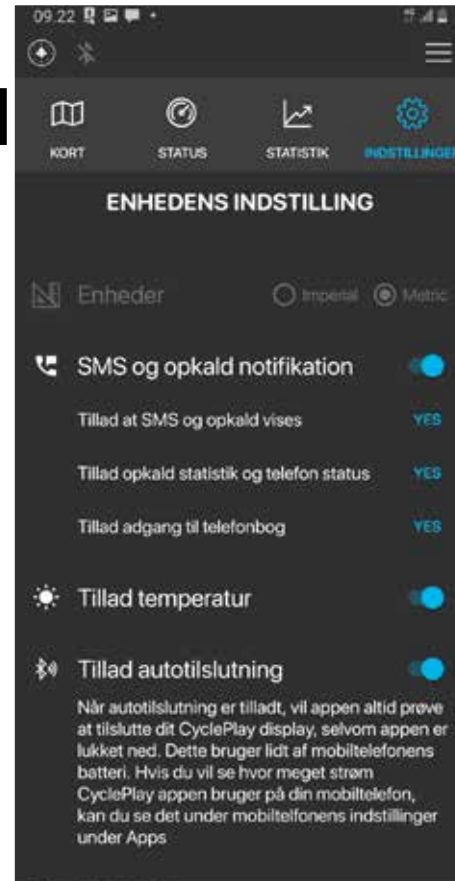 09.22
KORT STATUS STATISTIK INDSTILLINGER
ENHEDENS INDSTILLING
Enheder Imperial Metric
SMS og opkald notifikation
Tillad at SMS og opkald vises YES
Tillad opkald statistik og telefon status YES
Tillad adgang til telefonbog YES
Tillad temperatur
Tillad autotilslutning
Når autotilslutning er tilladt, vil appen altid prøve
at tilslutte dit CyclePlay display, selvom appen er
lukket ned. Dette bruger lidt af mobiltelefonens
batteri. Hvis du vil se hvor meget strøm
CyclePlay appen bruger på din mobiltelefon,
kan du se det under mobiltelfonens indstillinger
under Apps